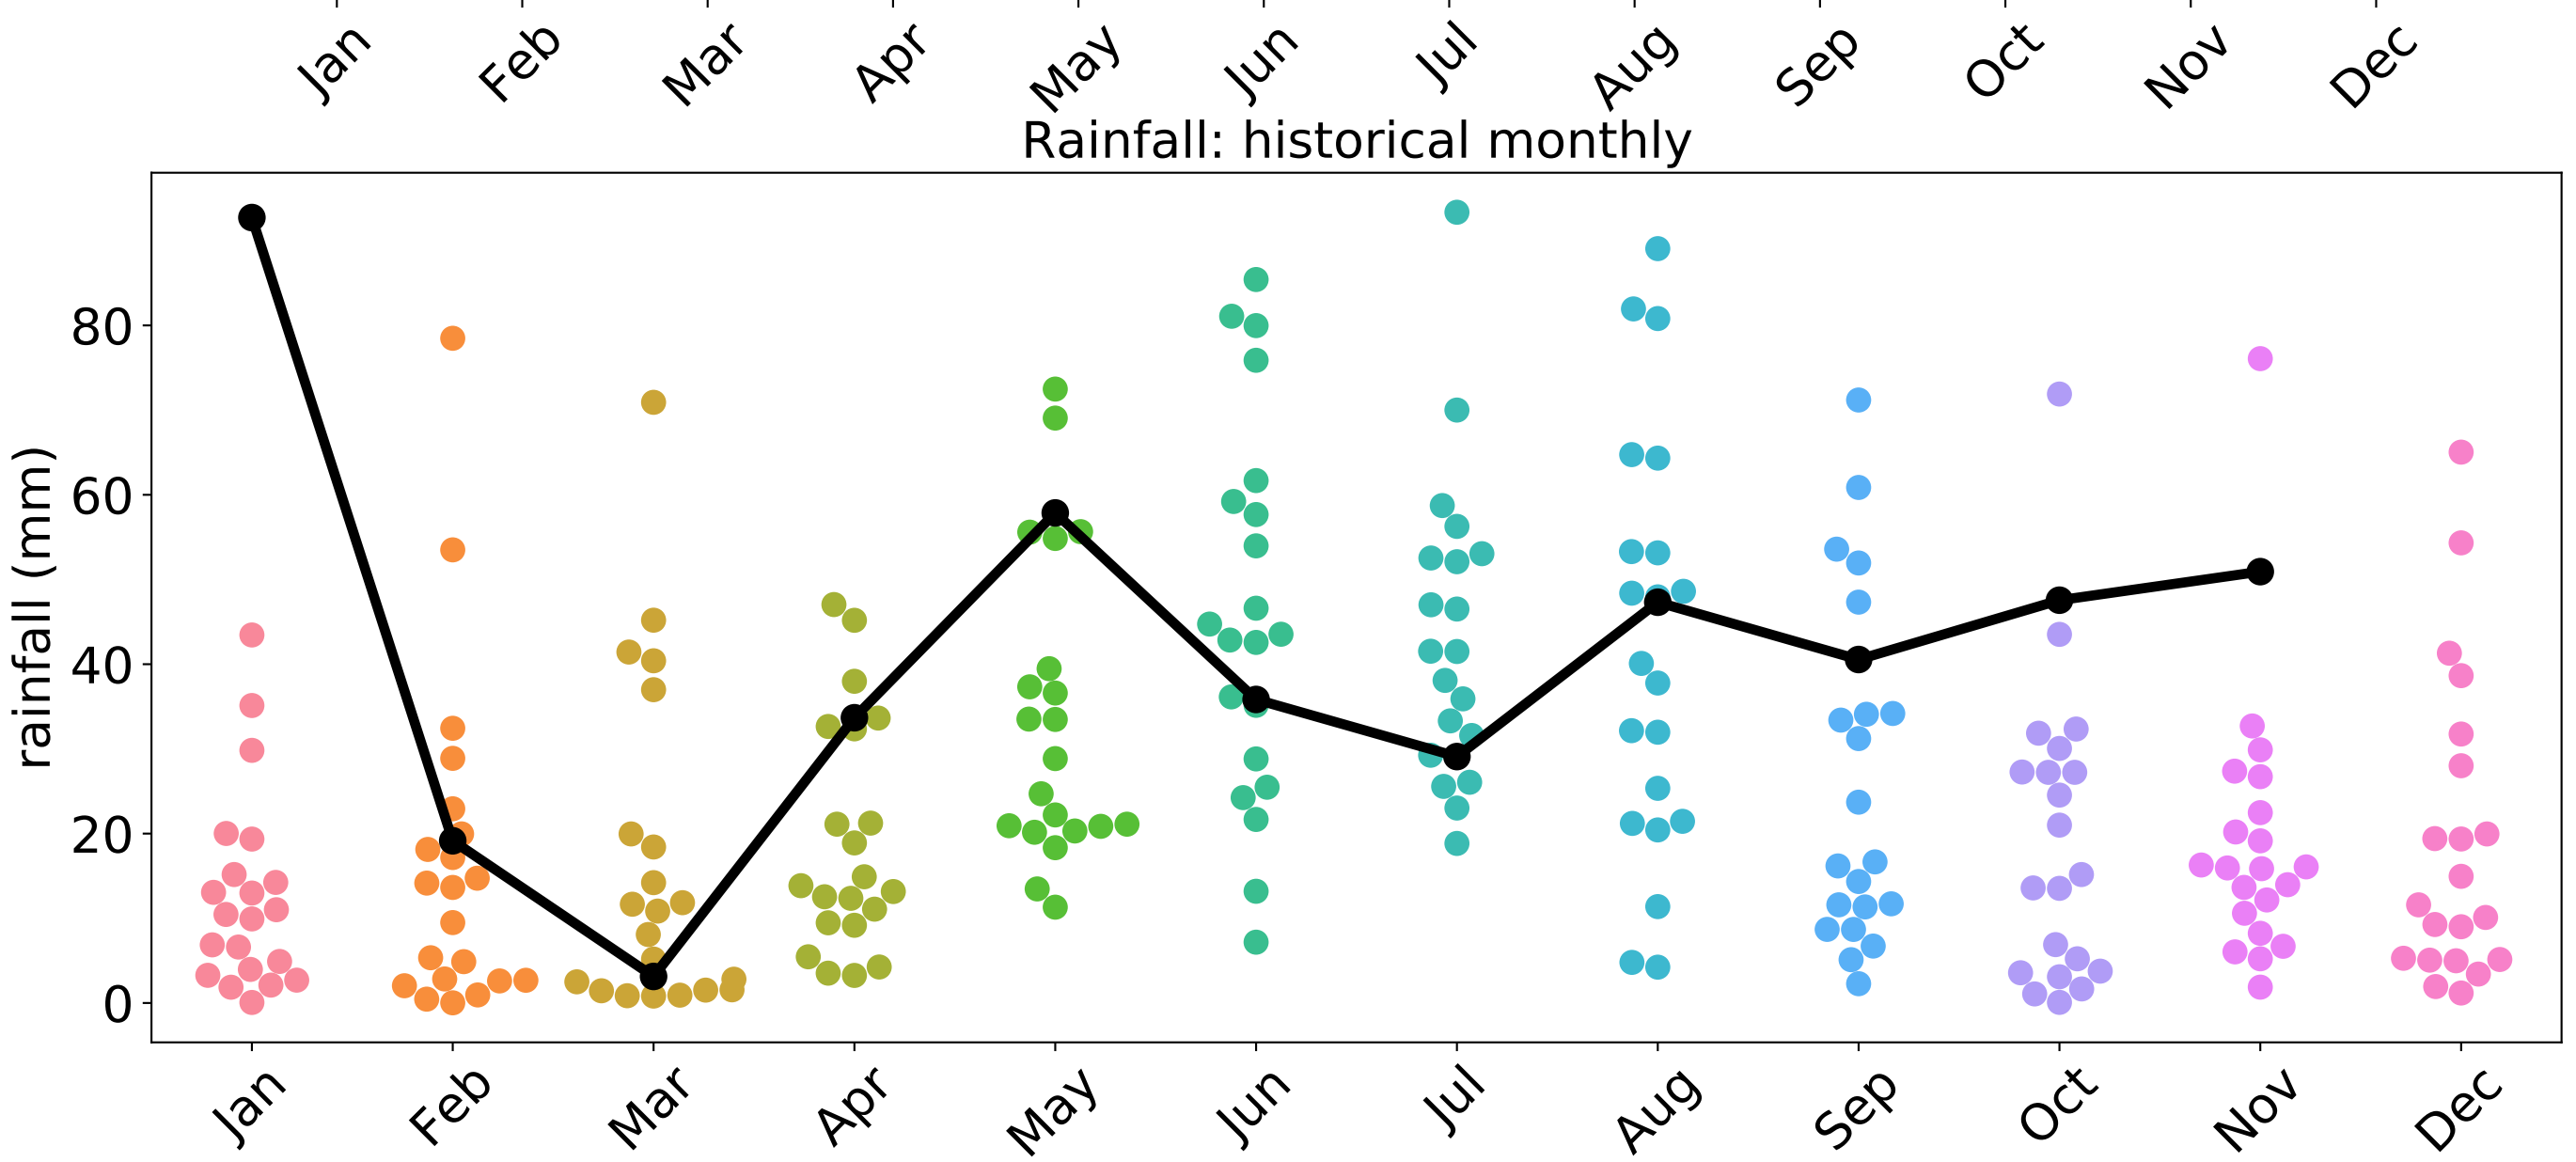 Jan Feb Mar Apr May Jun Jul Aug Sep Oct Nov Dec
Rainfall: historical monthly
rainfall (mm)
80
60
40
20
0
Jan Feb Mar Apr May Jun Jul Aug Sep Oct Nov Dec